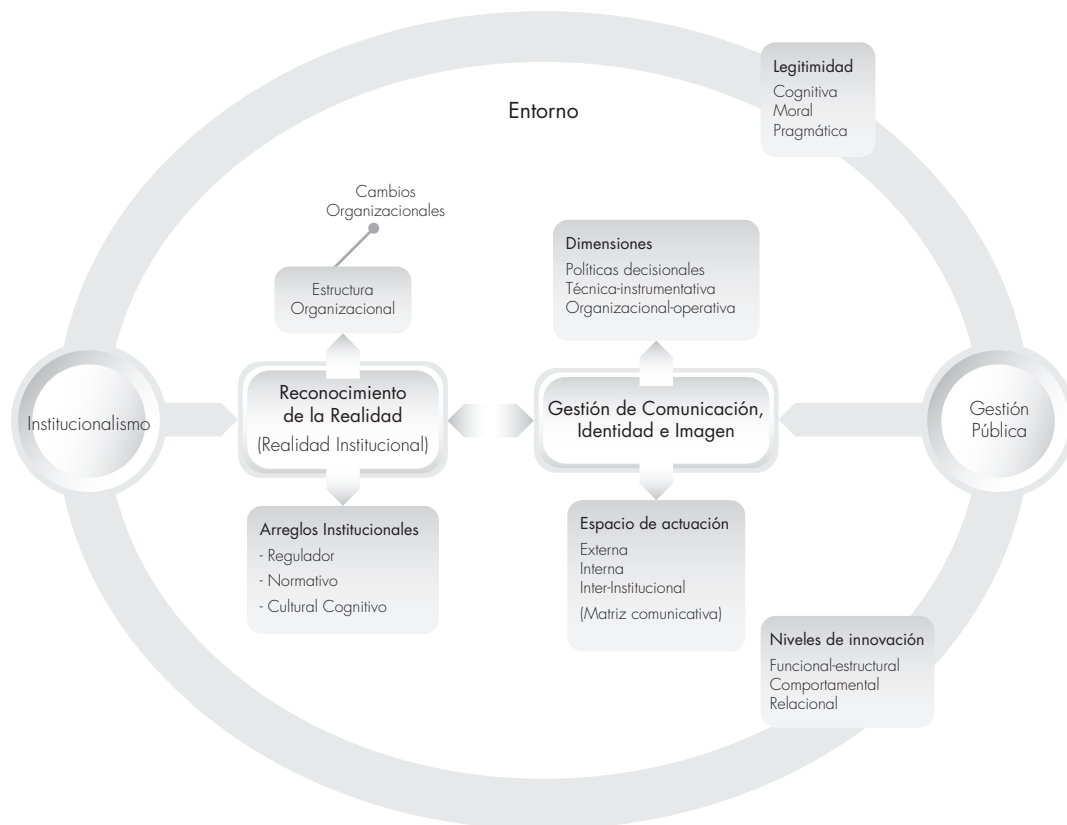 Legitimidad
Cognitiva
Moral
Pragmática
Entorno
Cambios
Organizacionales
Estructura
Organizacional
Dimensiones
Políticas decisionales
Técnica-instrumentativa
Organizacional-operativa
Institucionalismo
Reconocimiento
de la Realidad
(Realidad Institucional)
Gestión de Comunicación,
Identidad e Imagen
Gestión
Pública
Arreglos Institucionales
- Regulador
- Normativo
- Cultural Cognitivo
Espacio de actuación
Externa
Interna
Inter-Institucional
(Matriz comunicativa)
Niveles de innovación
Funcional-estructural
Comportamental
Relacional